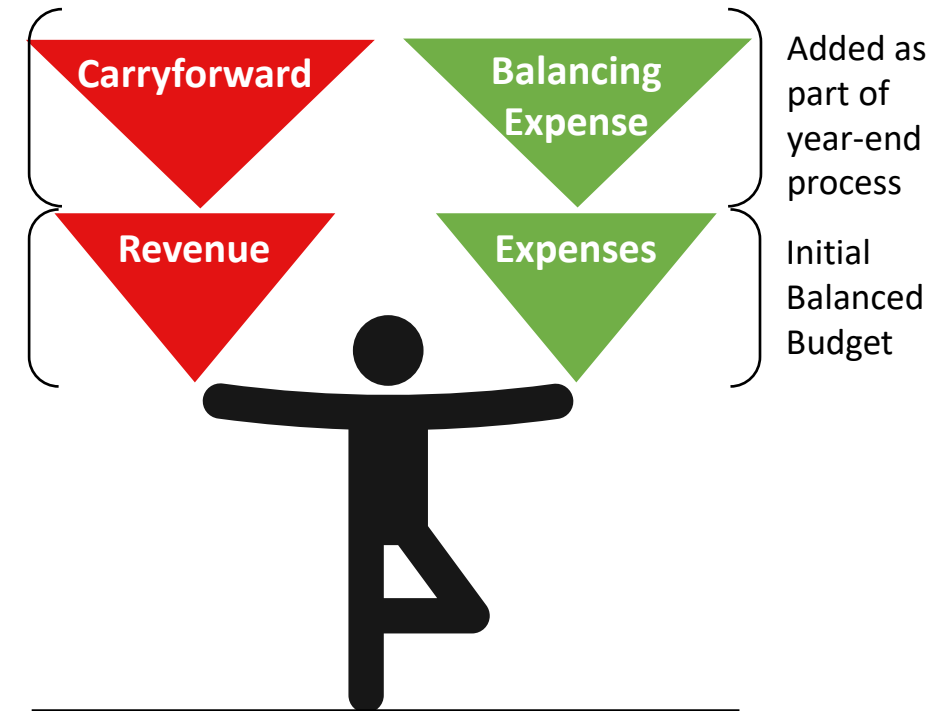 Carryforward
Balancing
Expense
Added as
part of
year-end
process
Revenue
Expenses
Initial
Balanced
Budget